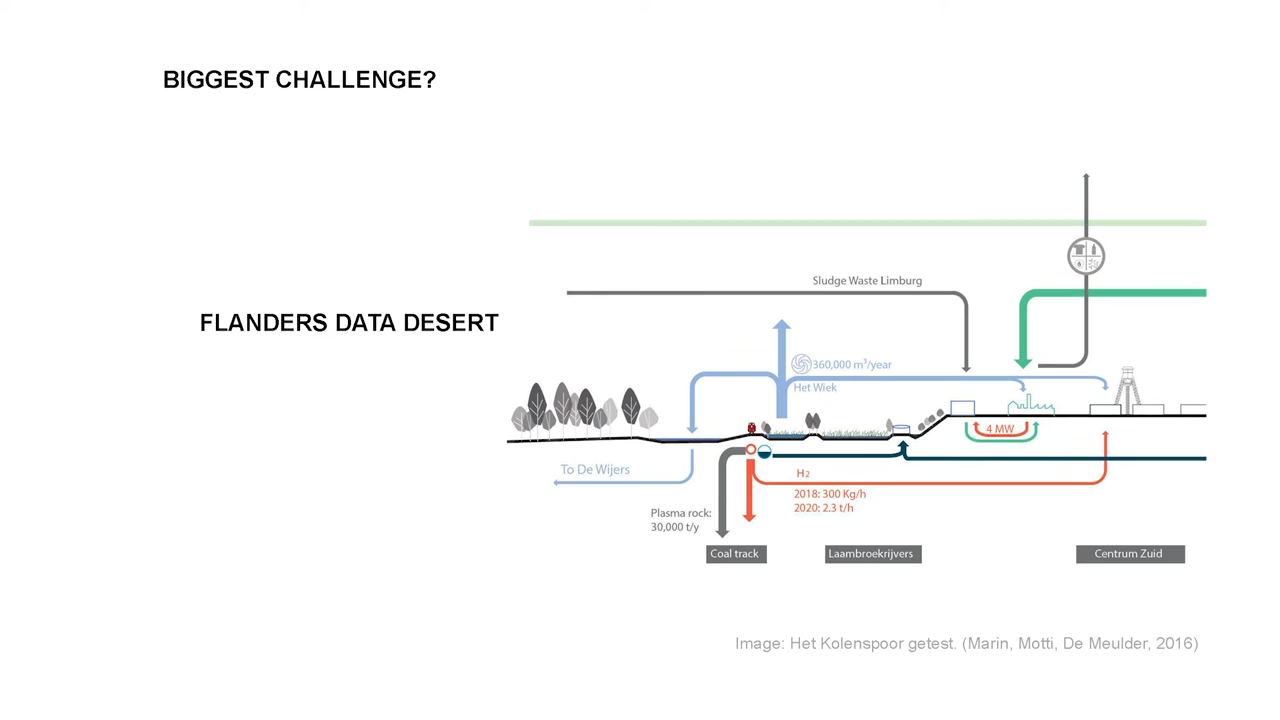 BIGGEST CHALLENGE?
FLANDERS DATA DESERT
Sludge Waste Limburg
360,000 m³/year
Het Wiek
4 MW
To De Wijers
H2
2018: 300 Kg/h
2020: 2.3 t/h
Plasma rock:
30,000 t/y
Coal track
Laambroekrijvers
Centrum Zuid
Image: Het Kolenspoor getest. (Marin, Motti, De Meulder, 2016)